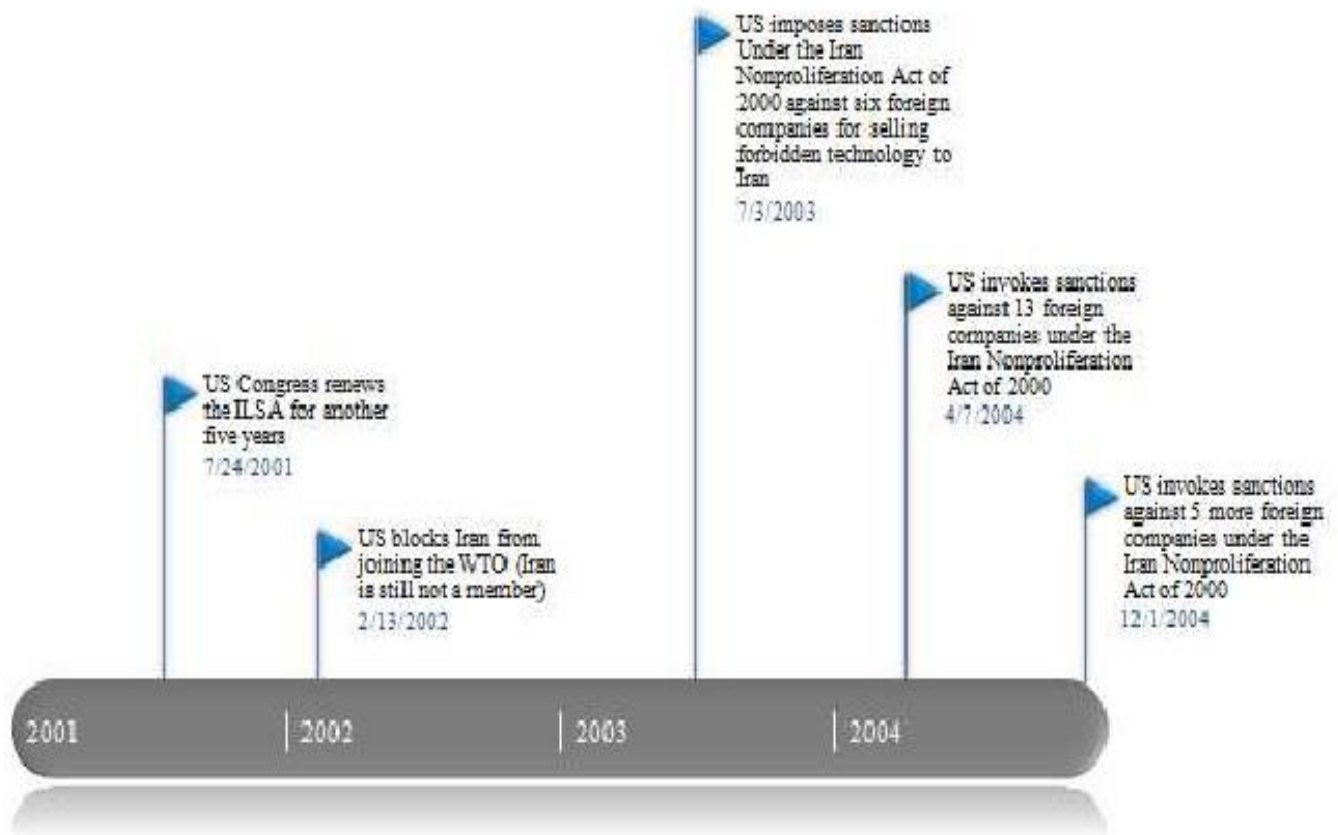 US imposes sanctions
Under the Iran
Nonproliferation Act of
2000 against six foreign
companies for selling
forbidden technology to
Iran
7/3/2003
US invokes sanctions
against 13 foreign
companies under the
Iran Nonproliferation
Act of 2000
4/7/2004
US Congress renews
the ILSA for another
five years
7/24/2001
US invokes sanctions
against 5 more foreign
companies under the
Iran Nonproliferation
Act of 2000
12/1/2004
US blocks Iran from
joining the WTO (Iran
is still not a member)
2/13/2002
2001
2002
2003
2004